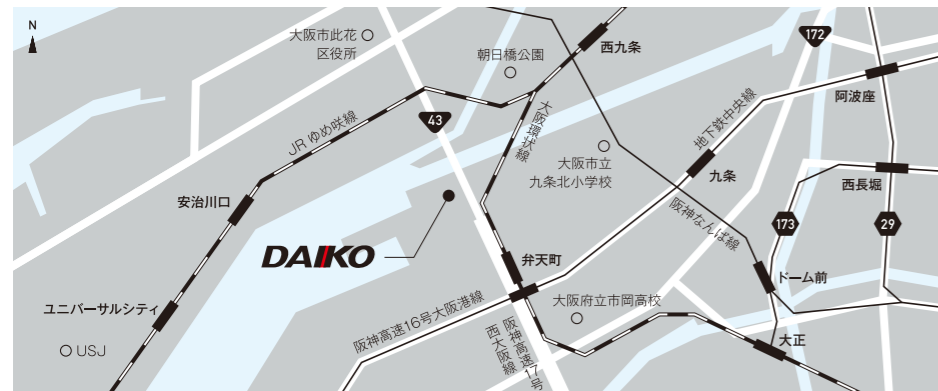 N
大阪市此花
区役所
朝日橋公園
西九条
172
阿波座
43
JRゆめ咲線
大阪環状線
地下鉄中央線
大阪市立
九条北小学校
九条
西長堀
安治川口
阪神なんば線
173
29
DAIKO
弁天町
ドーム前
ユニバーサルシティ
阪神高速16号大阪港線
大阪府立市岡高校
USJ
阪神高速17号
西大阪線
大正